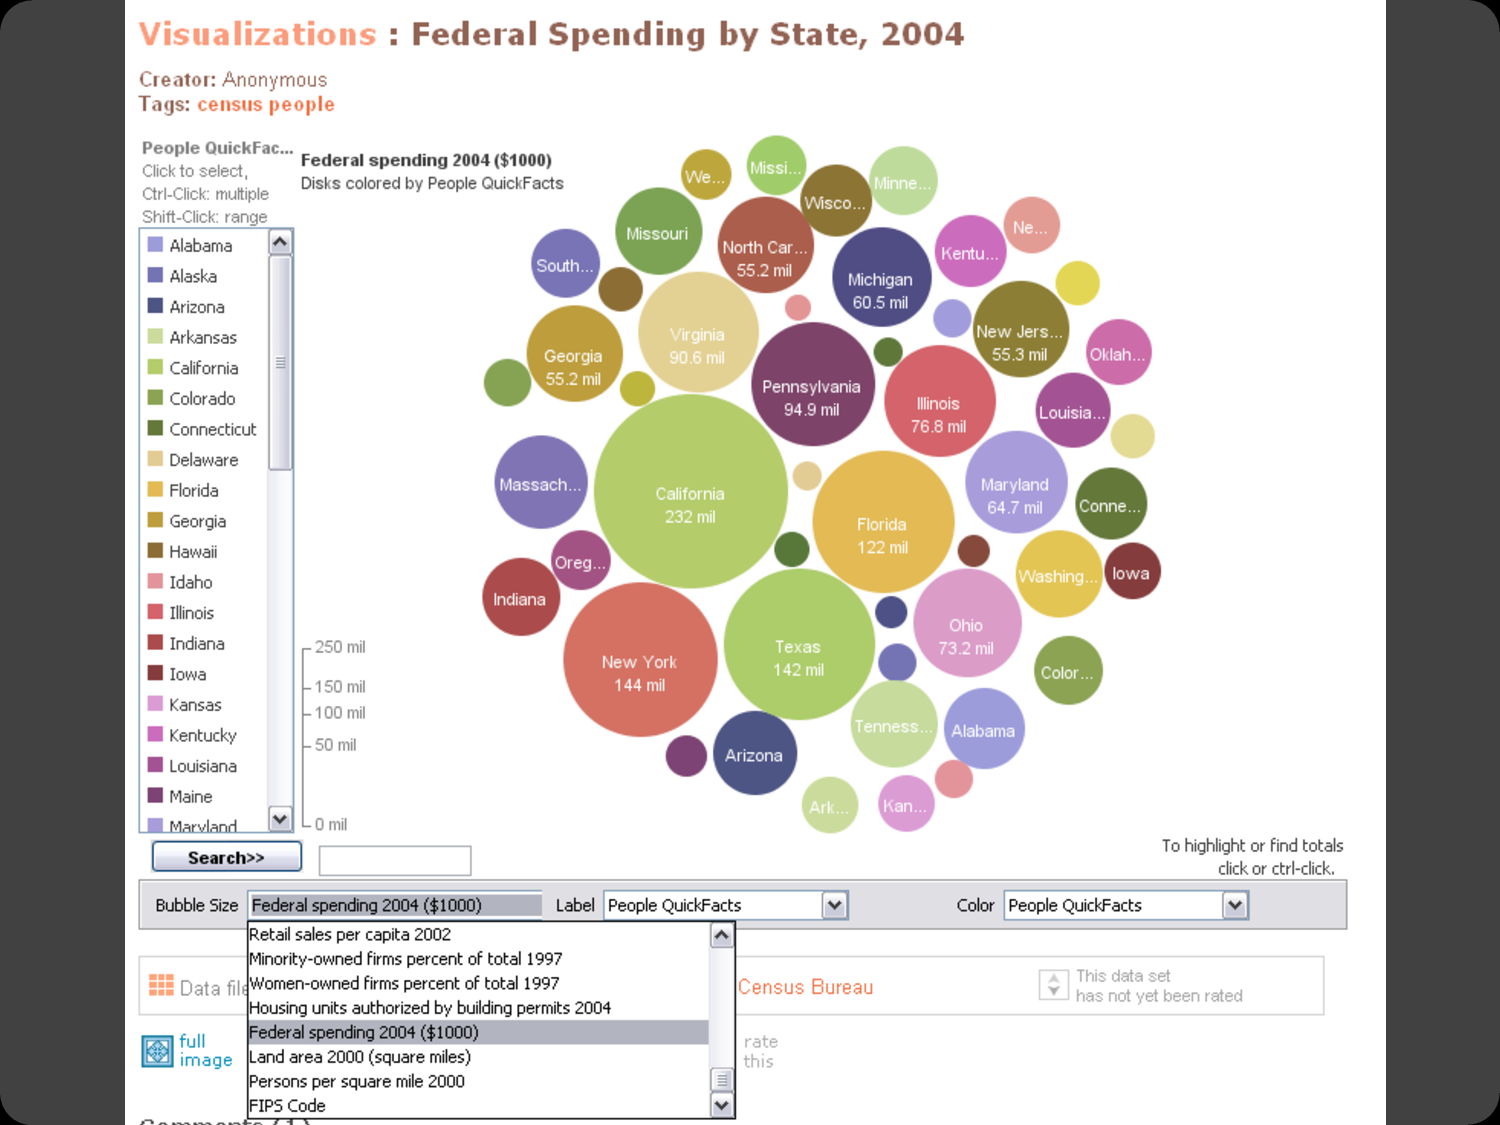 Visualizations : Federal Spending by State, 2004
Creator: Anonymous
Tags: census people
People QuickFac...
Click to select,
Ctrl-Click: multiple
Shift-Click: range
Federal spending 2004 ($1000)
Disks colored by People QuickFacts
Alabama
Alaska
Arizona
Arkansas
California
Colorado
Connecticut
Delaware
Florida
Georgia
Hawaii
Idaho
Illinois
Indiana
Iowa
Kansas
Kentucky
Louisiana
Maine
Maryland
250 mil
150 mil
100 mil
50 mil
0 mil
We...
Missi...
Wisco...
Minne...
Missouri
North Car...
55.2 mil
Michigan
60.5 mil
Kentu...
Ne...
South...
Virginia
90.6 mil
Georgia
55.2 mil
Pennsylvania
94.9 mil
Illinois
76.8 mil
New Jers...
55.3 mil
Oklah...
Louisia...
Massach...
California
232 mil
Florida
122 mil
Maryland
64.7 mil
Conne...
Oreg...
Washing...
Iowa
Indiana
New York
144 mil
Texas
142 mil
Ohio
73.2 mil
Color...
Tenness...
Alabama
Arizona
Ark...
Kan...
To highlight or find totals
click or ctrl-click.
Search>>
Bubble Size Federal spending 2004 ($1000) Label People QuickFacts Color People QuickFacts
Retail sales per capita 2002
Minority-owned firms percent of total 1997
Women-owned firms percent of total 1997
Housing units authorized by building permits 2004
Federal spending 2004 ($1000)
Land area 2000 (square miles)
Persons per square mile 2000
FIPS Code
Data file
Census Bureau
This data set
has not yet been rated
full
image
rate
this
Comments (1)